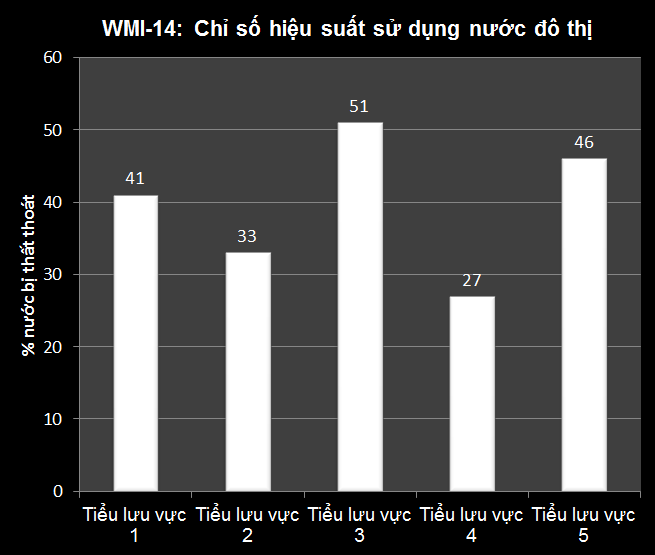 WMI-14: Chỉ số hiệu suất sử dụng nước đô thị
% nước bị thất thoát
60
50
40
30
20
10
0
41
33
51
27
46
Tiểu lưu vực 1
Tiểu lưu vực 2
Tiểu lưu vực 3
Tiểu lưu vực 4
Tiểu lưu vực 5